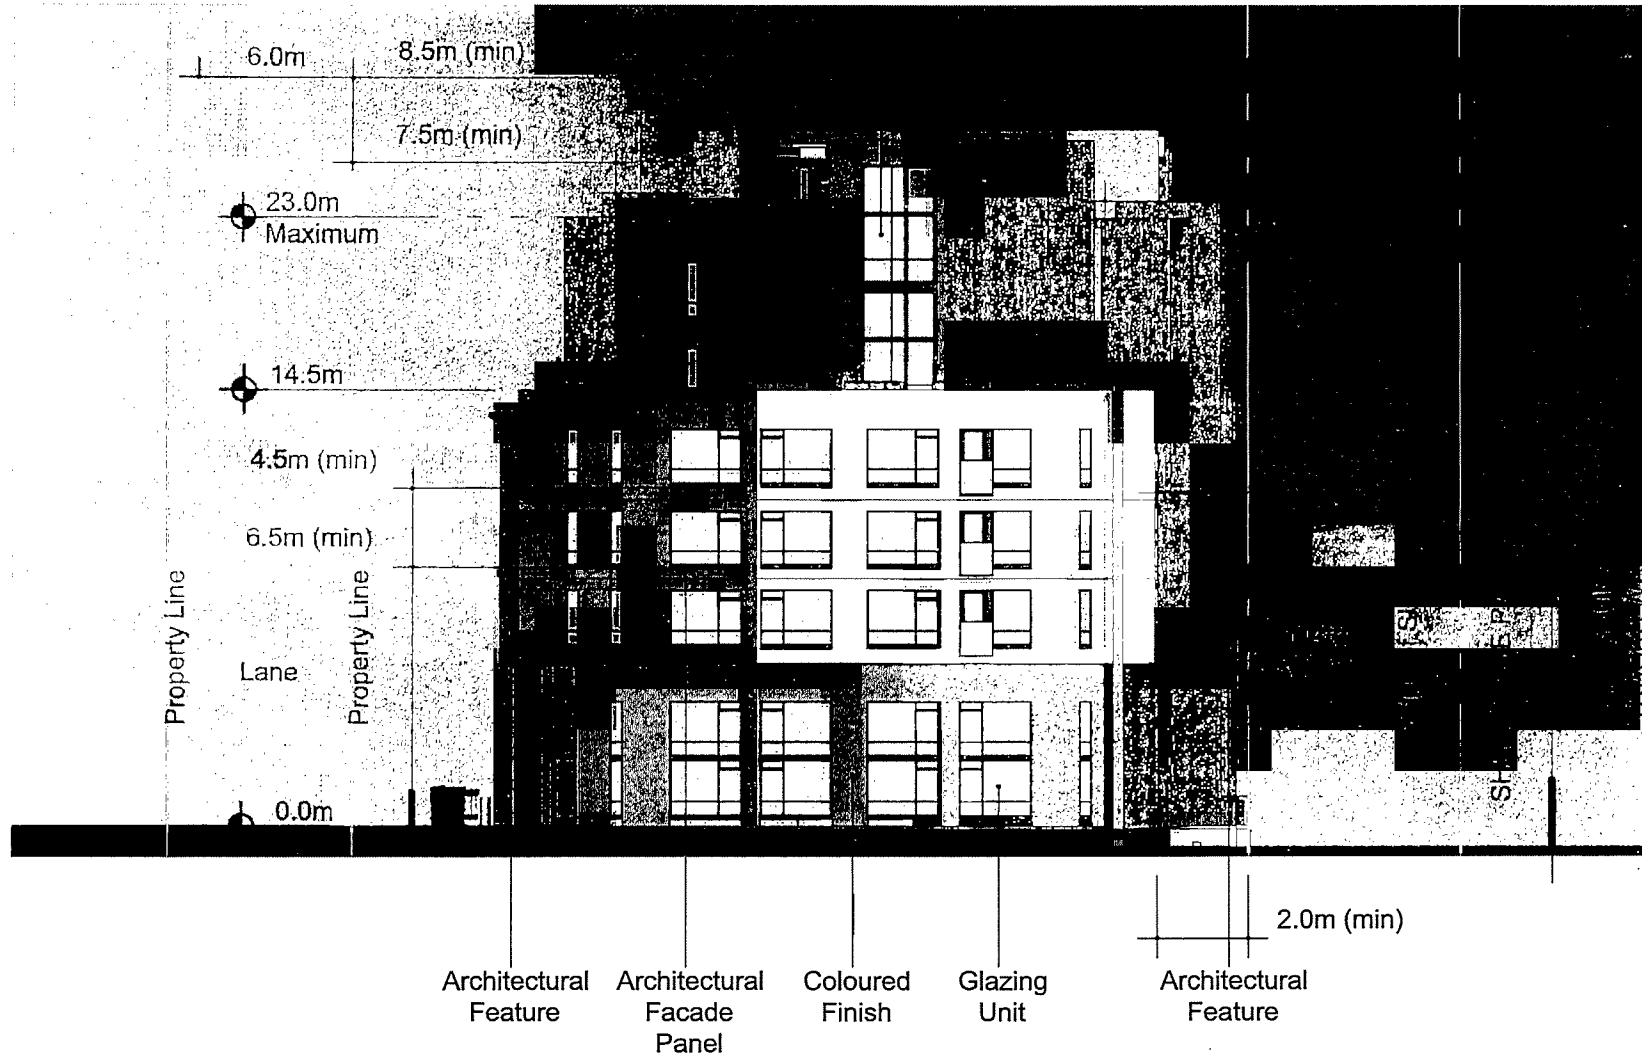 6.0m
8.5m (min)
7.5m (min)
23.0m
Maximum
14.5m
4.5m (min)
6.5m (min)
Property Line
Lane
Property Line
0.0m
2.0m (min)
Architectural
Feature
Architectural
Facade
Panel
Coloured
Finish
Glazing
Unit
Architectural
Feature